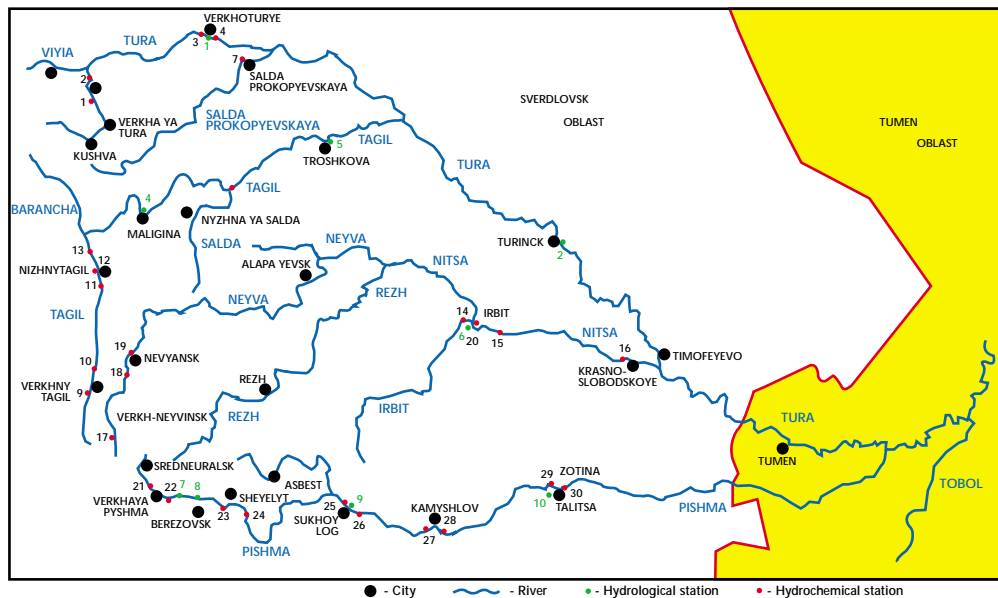 VERKHOTURYE
TURA
3
4
1
VIYIA
7
2
SALDA
PROKOPYEVSKAYA
1
SVERDLOVSK
OBLAST
TUMEN
OBLAST
VERKHA YA
TURA
SALDA
PROKOPYEVSKAYA
KUSHVA
TAGIL
5
TROSHKOVA
TURA
TAGIL
BARANCHA
4
MALIGINA
NYZHNA YA SALDA
SALDA
NEYVA
TURINCK
2
13
12
NIZHNYTAGIL
11
ALAPA YEVSK
NITSA
REZH
NEYVA
TAGIL
14
IRBIT
6
20
15
NITSA
19
NEVYANSK
18
16
TIMOFEYEVO
KRASNO-
SLOBODSKOYE
10
VERKHNY
TAGIL
9
REZH
REZH
IRBIT
VERKH-NEYVINSK
17
TURA
TUMEN
TOBOL
SREDNEURALSK
ASBEST
21
22
7
8
VERKHAYA
PYSHMA
SHEYELYT
BEREZOVSK
23
24
PISHMA
25
9
SUKHOY
LOG
26
KAMYSHLOV
28
27
29
ZOTINA
10
30
TALITSA
PISHMA
- City
- River
- Hydrological station
- Hydrochemical station